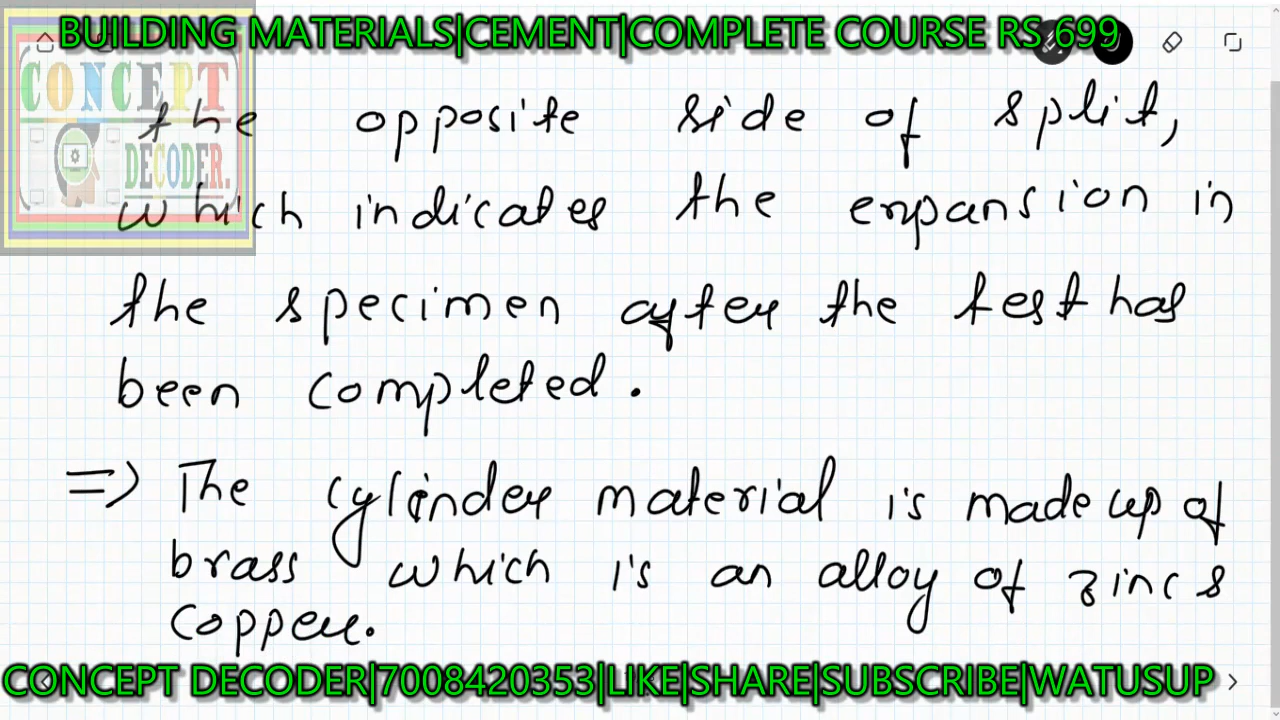 BUILDING MATERIALS|CEMENT|COMPLETE COURSE RS 699
CONCEPT
DECODER.
the opposite side of split,
which indicates the expansion in
the specimen after the test has
been completed.
=> The cylinder material is made up of
brass which is an alloy of zinc &
copper.
CONCEPT DECODER|7008420353|LIKE|SHARE|SUBSCRIBE|WATUSUP